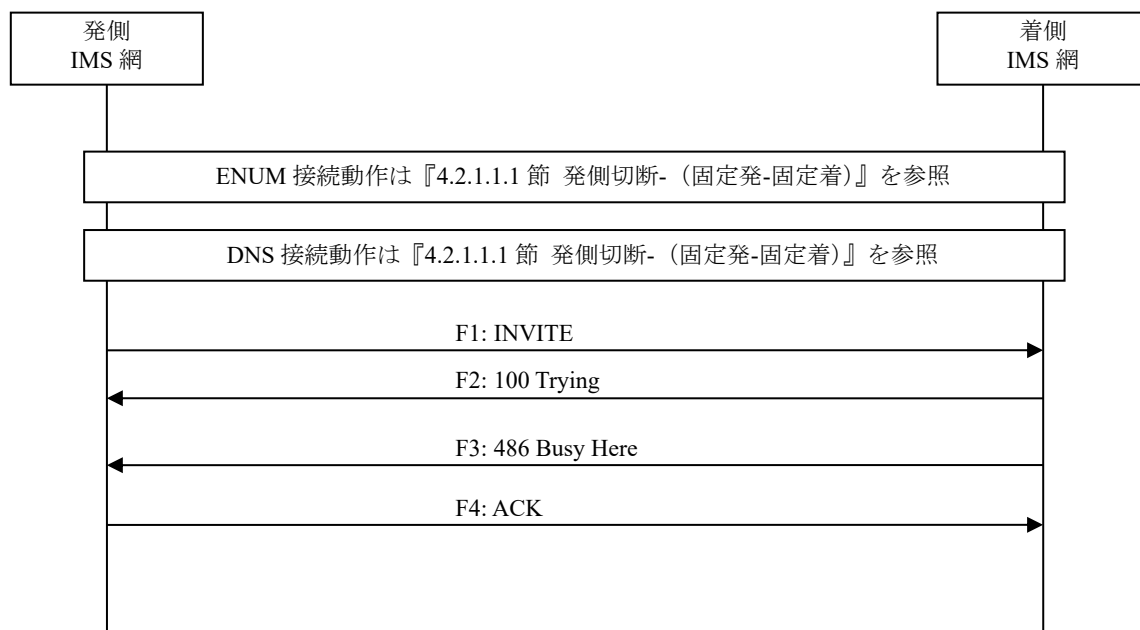 発側
IMS 網
着側
IMS 網
ENUM 接続動作は『4.2.1.1.1 節 発側切断-（固定発-固定着）』を参照
DNS 接続動作は『4.2.1.1.1 節 発側切断-（固定発-固定着）』を参照
F1: INVITE
F2: 100 Trying
F3: 486 Busy Here
F4: ACK